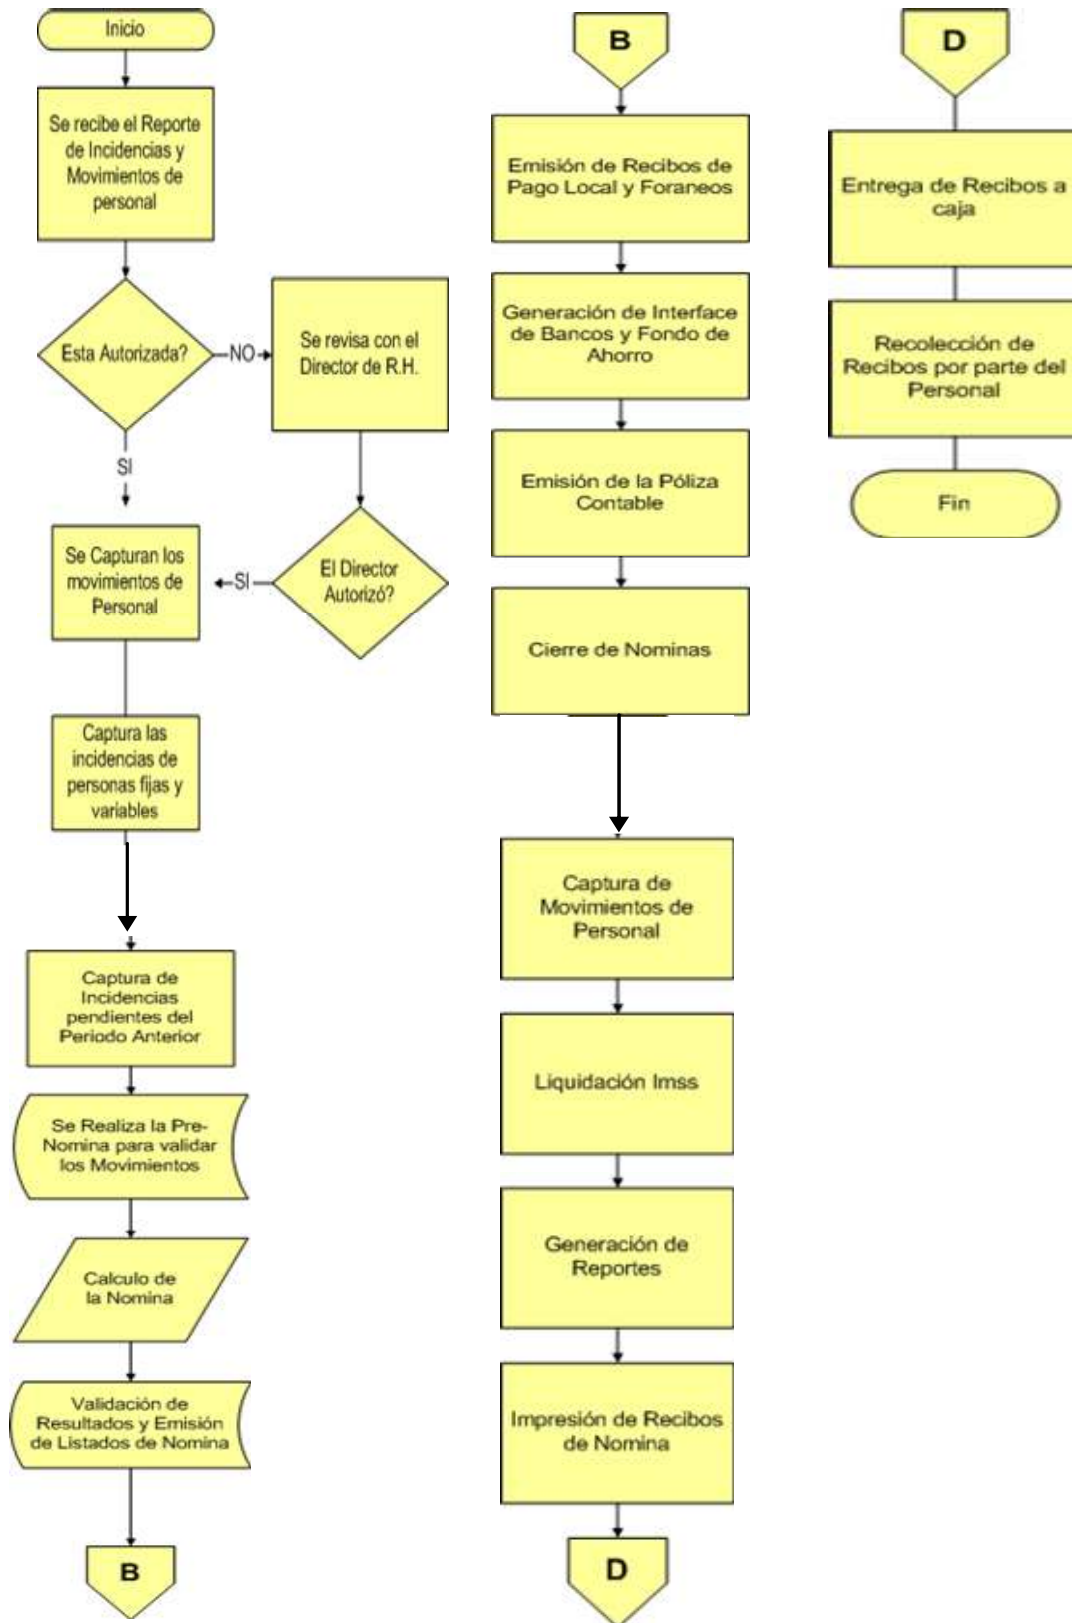 Inicio
Se recibe el Reporte
de Incidencias y
Movimientos de
personal
Esta Autorizada?
NO
Se revisa con el
Director de R.H.
SI
El Director
Autorizó?
SI
Se Capturan los
movimientos de
Personal
Captura las
incidencias de
personas fijas y
variables
Captura de
Incidencias
pendientes del
Periodo Anterior
Se Realiza la Pre-
Nomina para validar
los Movimientos
Calculo de
la Nomina
Validación de
Resultados y Emisión
de Listados de Nomina
B
B
Emisión de Recibos de
Pago Local y Foraneos
Generación de Interface
de Bancos y Fondo de
Ahorro
Emisión de la Póliza
Contable
Cierre de Nominas
Captura de
Movimientos de
Personal
Liquidación Imss
Generación de
Reportes
Impresión de Recibos
de Nomina
D
D
Entrega de Recibos a
caja
Recolección de
Recibos por parte del
Personal
Fin